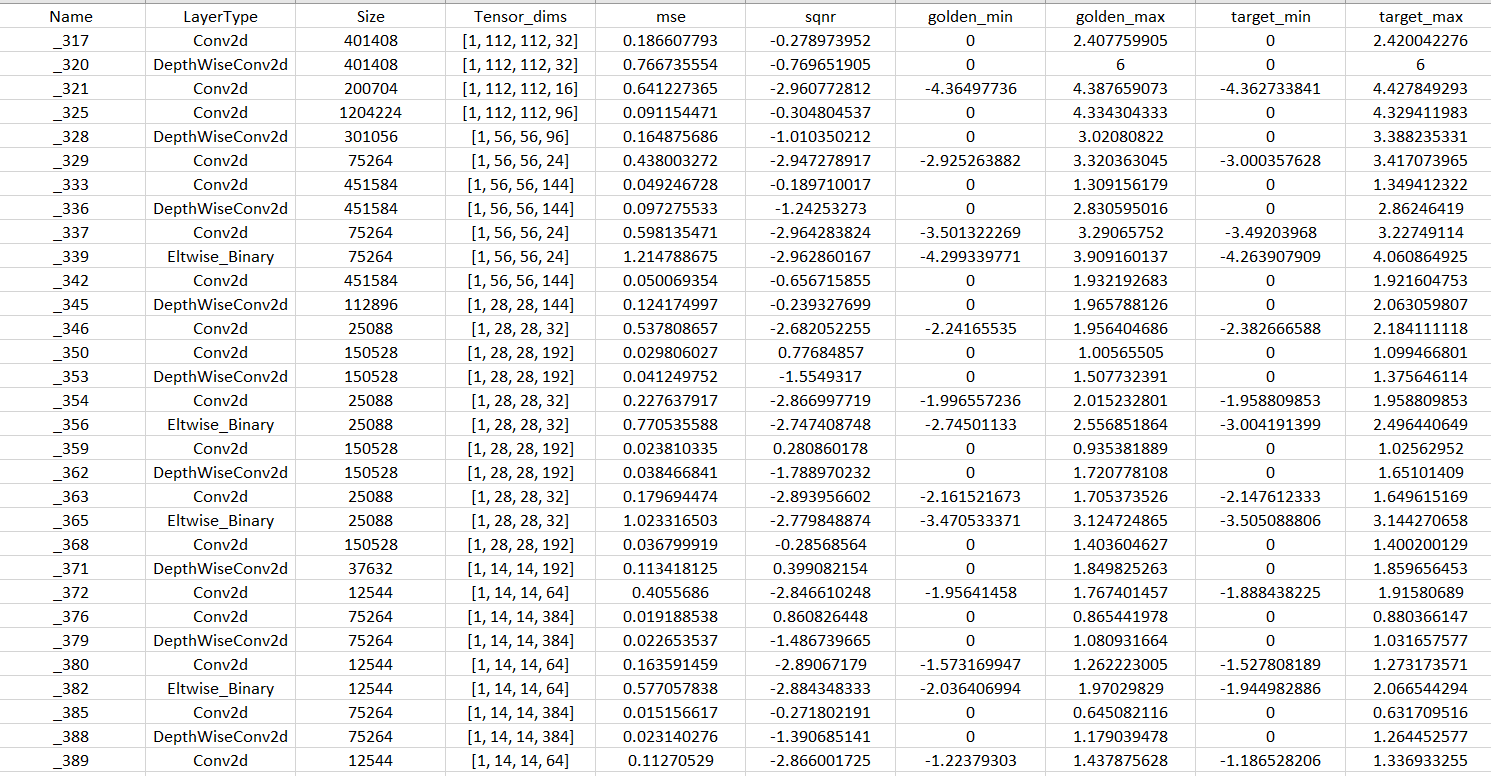 Name LayerType Size Tensor_dims mse sqnr golden_min golden_max target_min target_max
_317 Conv2d 401408 [1, 112, 112, 32] 0.186607793 -0.278973952 0 2.407759905 0 2.420042276
_320 DepthWiseConv2d 401408 [1, 112, 112, 32] 0.766735554 -0.769651905 0 6 0 6
_321 Conv2d 200704 [1, 112, 112, 16] 0.641227365 -2.960772812 -4.36497736 4.387659073 -4.362733841 4.427849293
_325 Conv2d 1204224 [1, 112, 112, 96] 0.091154471 -0.304804537 0 4.334304333 0 4.329411983
_328 DepthWiseConv2d 301056 [1, 56, 56, 96] 0.164875686 -1.010350212 0 3.02080822 0 3.388235331
_329 Conv2d 75264 [1, 56, 56, 24] 0.438003272 -2.947278917 -2.925263882 3.320363045 -3.000357628 3.417073965
_333 Conv2d 451584 [1, 56, 56, 144] 0.049246728 -0.189710017 0 1.309156179 0 1.349412322
_336 DepthWiseConv2d 451584 [1, 56, 56, 144] 0.097275533 -1.24253273 0 2.830595016 0 2.86246419
_337 Conv2d 75264 [1, 56, 56, 24] 0.598135471 -2.964283824 -3.501322269 3.29065752 -3.49203968 3.22749114
_339 Eltwise_Binary 75264 [1, 56, 56, 24] 1.214788675 -2.962860167 -4.299339771 3.909160137 -4.263907909 4.060864925
_342 Conv2d 451584 [1, 56, 56, 144] 0.050069354 -0.656715855 0 1.932192683 0 1.921604753
_345 DepthWiseConv2d 112896 [1, 28, 28, 144] 0.124174997 -0.239327699 0 1.965788126 0 2.063059807
_346 Conv2d 25088 [1, 28, 28, 32] 0.537808657 -2.682052255 -2.24165535 1.956404686 -2.382666588 2.184111118
_350 Conv2d 150528 [1, 28, 28, 192] 0.029806027 0.77684857 0 1.00565505 0 1.099466801
_353 DepthWiseConv2d 150528 [1, 28, 28, 192] 0.041249752 -1.5549317 0 1.507732391 0 1.375646114
_354 Conv2d 25088 [1, 28, 28, 32] 0.227637917 -2.866997719 -1.996557236 2.015232801 -1.958809853 1.958809853
_356 Eltwise_Binary 25088 [1, 28, 28, 32] 0.770535588 -2.747408748 -2.74501133 2.556851864 -3.004191399 2.496440649
_359 Conv2d 150528 [1, 28, 28, 192] 0.023810335 0.280860178 0 0.935381889 0 1.02562952
_362 DepthWiseConv2d 150528 [1, 28, 28, 192] 0.038466841 -1.788970232 0 1.720778108 0 1.65101409
_363 Conv2d 25088 [1, 28, 28, 32] 0.179694474 -2.893956602 -2.161521673 1.705373526 -2.147612333 1.649615169
_365 Eltwise_Binary 25088 [1, 28, 28, 32] 1.023316503 -2.779848874 -3.470533371 3.124724865 -3.505088806 3.144270658
_368 Conv2d 150528 [1, 28, 28, 192] 0.036799919 -0.28568564 0 1.403604627 0 1.400200129
_371 DepthWiseConv2d 37632 [1, 14, 14, 192] 0.113418125 0.399082154 0 1.849825263 0 1.859656453
_372 Conv2d 12544 [1, 14, 14, 64] 0.4055686 -2.846610248 -1.95641458 1.767401457 -1.888438225 1.91580689
_376 Conv2d 75264 [1, 14, 14, 384] 0.019188538 0.860826448 0 0.865441978 0 0.880366147
_379 DepthWiseConv2d 75264 [1, 14, 14, 384] 0.022653537 -1.486739665 0 1.080931664 0 1.031657577
_380 Conv2d 12544 [1, 14, 14, 64] 0.163591459 -2.89067179 -1.573169947 1.262223005 -1.527808189 1.273173571
_382 Eltwise_Binary 12544 [1, 14, 14, 64] 0.577057838 -2.884348333 -2.036406994 1.97029829 -1.944982886 2.066544294
_385 Conv2d 75264 [1, 14, 14, 384] 0.015156617 -0.271802191 0 0.645082116 0 0.631709516
_388 DepthWiseConv2d 75264 [1, 14, 14, 384] 0.023140276 -1.390685141 0 1.179039478 0 1.264452577
_389 Conv2d 12544 [1, 14, 14, 64] 0.11270529 -2.866001725 -1.22379303 1.437875628 -1.186528206 1.336933255